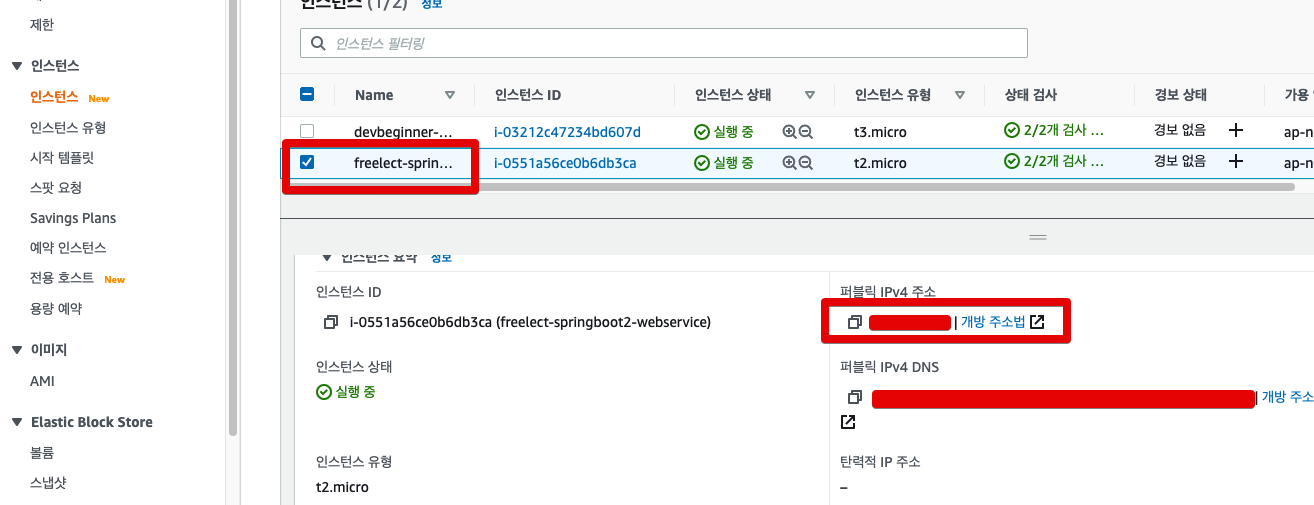 제한
인스턴스
인스턴스 New
인스턴스 유형
시작 템플릿
스팟 요청
Savings Plans
예약 인스턴스
전용 호스트 New
용량 예약
이미지
AMI
Elastic Block Store
볼륨
스냅샷
인스턴스 (1/2) 정보
인스턴스 필터링
Name 인스턴스 ID 인스턴스 상태 인스턴스 유형 상태 검사 경보 상태 가용
devbeginner-... i-03212c47234bd607d 실행 중 t3.micro 2/2개 검사 ... 경보 없음 + ap-n
freelect-sprin... i-0551a56ce0b6db3ca 실행 중 t2.micro 2/2개 검사 ... 경보 없음 + ap-n
인스턴스 요약 정보
인스턴스 ID
i-0551a56ce0b6db3ca (freelect-springboot2-webservice)
퍼블릭 IPv4 주소
| 개방 주소법
인스턴스 상태
실행 중
퍼블릭 IPv4 DNS
| 개방 주소
인스턴스 유형
t2.micro
탄력적 IP 주소
–